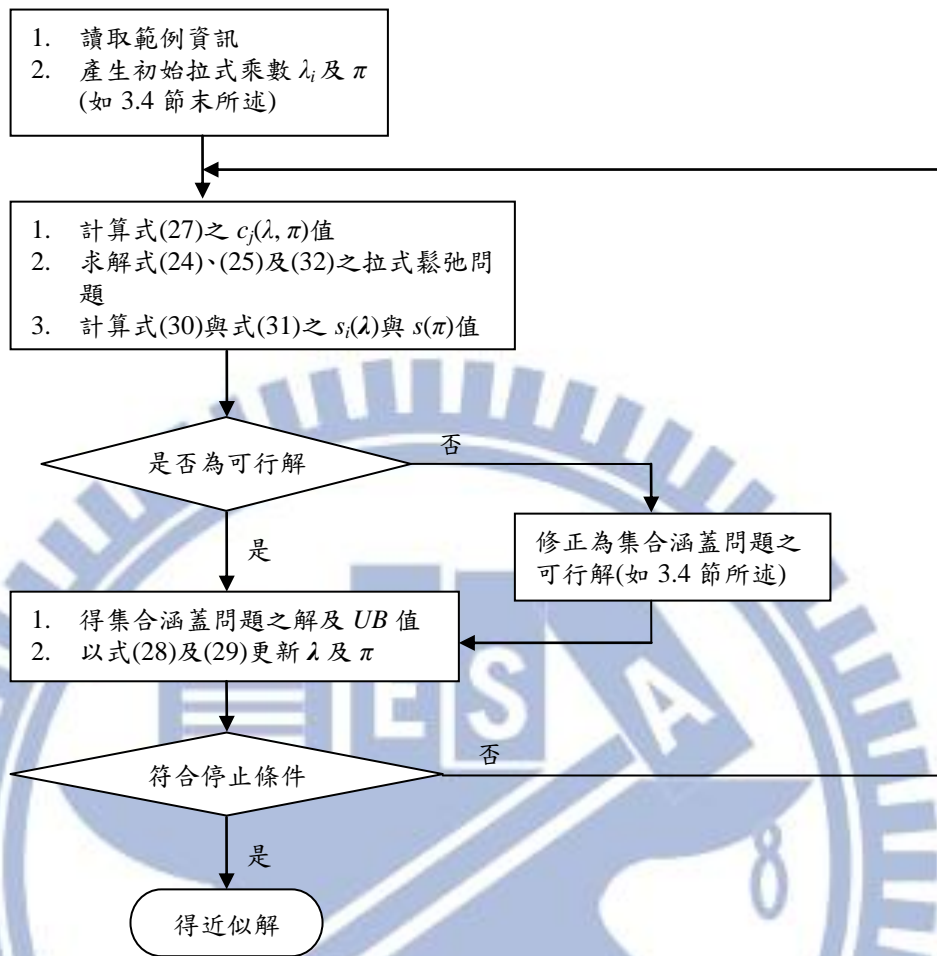 1. 讀取範例資訊
2. 產生初始拉式乘數 λi 及 π
(如 3.4 節末所述)
1. 計算式(27)之 cj(λ, π)值
2. 求解式(24)、(25)及(32)之拉式鬆弛問
題
3. 計算式(30)與式(31)之 si(λ)與 s(π)值
是否為可行解
否
是
修正為集合涵蓋問題之
可行解(如 3.4 節所述)
1. 得集合涵蓋問題之解及 UB 值
2. 以式(28)及(29)更新 λ 及 π
符合停止條件
否
是
得近似解
ESA
8